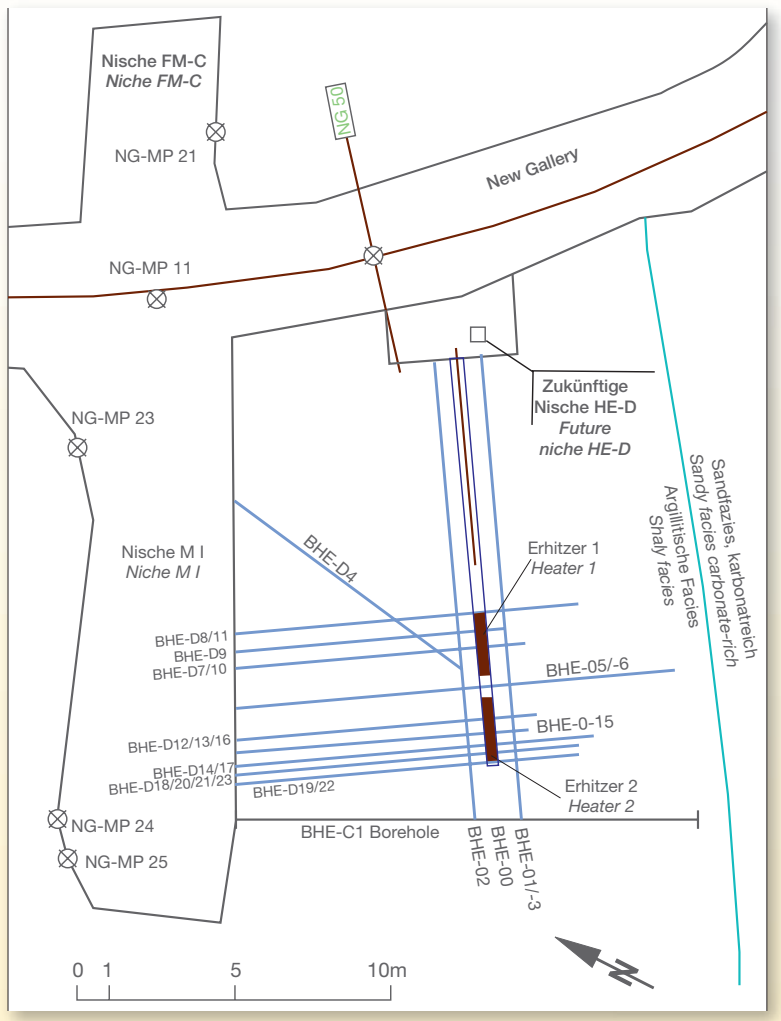 Nische FM-C
Niche FM-C
NG 50
NG-MP 21
New Gallery
NG-MP 11
Zukünftige
Nische HE-D
Future
niche HE-D
NG-MP 23
Sandfazies, karbonatreich
Sandy facies carbonate-rich
Argillitische Facies
Shaly facies
Nische M I
Niche M I
BHE-D4
Erhitzer 1
Heater 1
BHE-D8/11
BHE-D9
BHE-D7/10
BHE-05/-6
BHE-0-15
BHE-D12/13/16
BHE-D14/17
BHE-D18/20/21/23
BHE-D19/22
Erhitzer 2
Heater 2
NG-MP 24
BHE-C1 Borehole
NG-MP 25
BHE-02
BHE-00
BHE-01/-3
N
0 1 5 10m